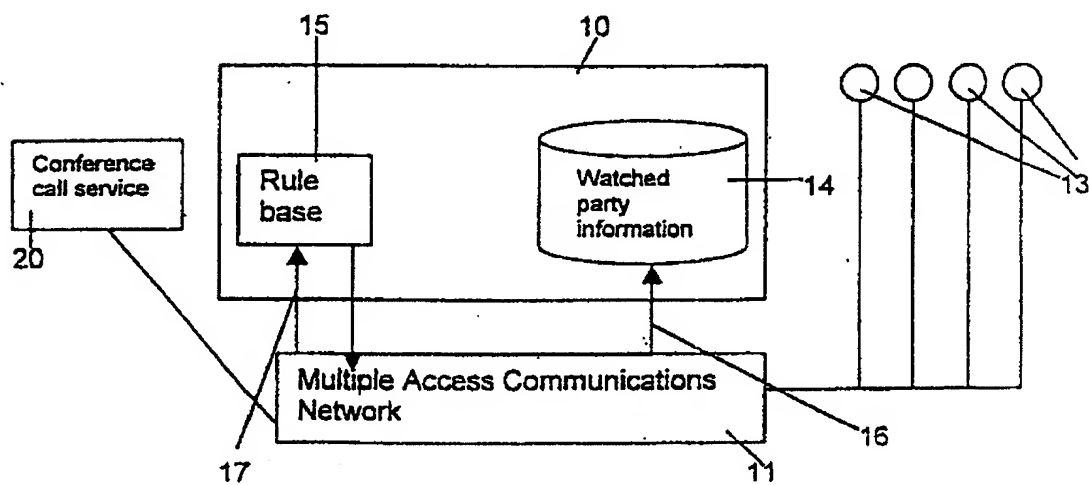 15
10
Conference
call service
20
Rule
base
Watched
party
information
14
13
Multiple Access Communications
Network
17
16
11